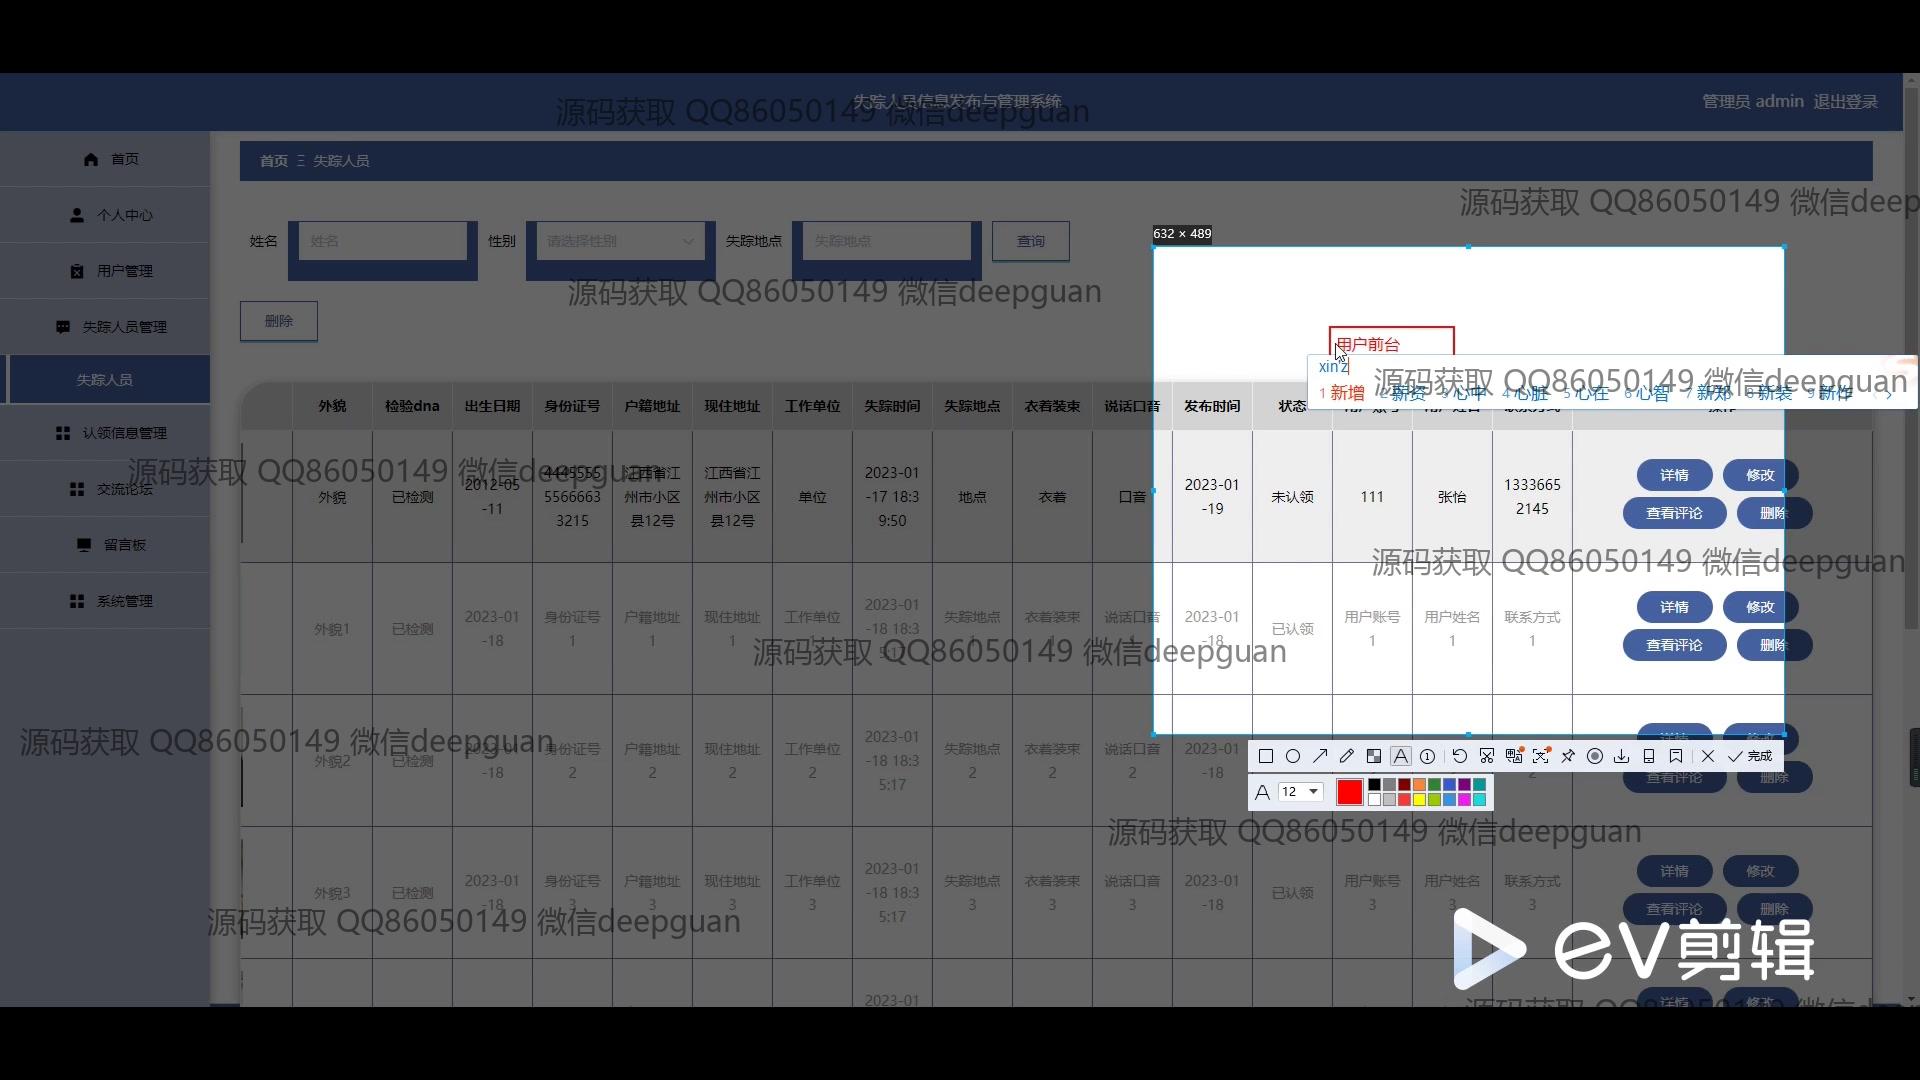 失踪人员信息发布与管理系统
管理员 admin 退出登录
源码获取 QQ86050149 微信deepguan
首页
个人中心
用户管理
失踪人员管理
失踪人员
认领信息管理
交流论坛
留言板
系统管理
首页 Ξ 失踪人员
源码获取 QQ86050149 微信deep
姓名 姓名 性别 请选择性别 失踪地点 失踪地点 查询
632 × 489
源码获取 QQ86050149 微信deepguan
删除
用户前台
xin'z
1 新增 2 薪资 3 心中 4 心脏 5 心在 6 心智 7 新郑 8 新装 9 新作
源码获取 QQ86050149 微信deepguan
外貌 检验dna 出生日期 身份证号 户籍地址 现住地址 工作单位 失踪时间 失踪地点 衣着装束 说话口音 发布时间 状态
源码获取 QQ86050149 微信deepguan
外貌 已检测 2012-05-11 444555555666633215 江西省江州市小区县12号 江西省江州市小区县12号 单位 2023-01-17 18:39:50 地点 衣着 口音 2023-01-19 未认领 111 张怡 13336652145
详情 修改
查看评论 删除
源码获取 QQ86050149 微信deepguan
外貌1 已检测 2023-01-18 身份证号1 户籍地址1 现住地址1 工作单位1 2023-01-18 18:35:17 失踪地点1 衣着装束1 说话口音1 2023-01-18 已认领 用户账号1 用户姓名1 联系方式1
详情 修改
查看评论 删除
源码获取 QQ86050149 微信deepguan
外貌2 已检测 2023-01-18 身份证号2 户籍地址2 现住地址2 工作单位2 2023-01-18 18:35:17 失踪地点2 衣着装束2 说话口音2 2023-01-18 2
查看评论 删除
源码获取 QQ86050149 微信deepguan
完成
A 12
源码获取 QQ86050149 微信deepguan
外貌3 已检测 2023-01-18 身份证号3 户籍地址3 现住地址3 工作单位3 2023-01-18 18:35:17 失踪地点3 衣着装束3 说话口音3 2023-01-18 已认领 用户账号3 用户姓名3 联系方式3
详情 修改
查看评论 删除
源码获取 QQ86050149 微信deepguan
EV剪辑
2023-01
详情 修改